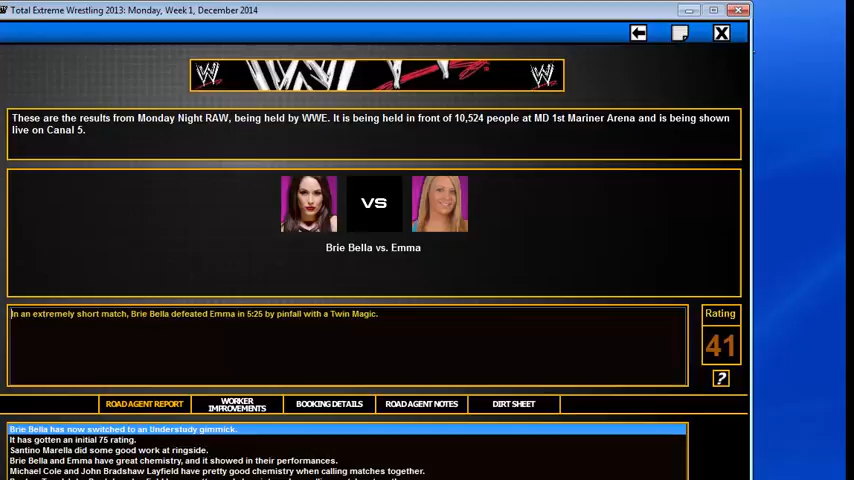 Total Extreme Wrestling 2013: Monday, Week 1, December 2014
These are the results from Monday Night RAW, being held by WWE. It is being held in front of 10,524 people at MD 1st Mariner Arena and is being shown
live on Canal 5.
VS
Brie Bella vs. Emma
In an extremely short match, Brie Bella defeated Emma in 5:25 by pinfall with a Twin Magic.
Rating
41
?
ROAD AGENT REPORT
WORKER
IMPROVEMENTS
BOOKING DETAILS
ROAD AGENT NOTES
DIRT SHEET
Brie Bella has now switched to an Understudy gimmick.
It has gotten an initial 75 rating.
Santino Marella did some good work at ringside.
Brie Bella and Emma have great chemistry, and it showed in their performances.
Michael Cole and John Bradshaw Layfield have pretty good chemistry when calling matches together.